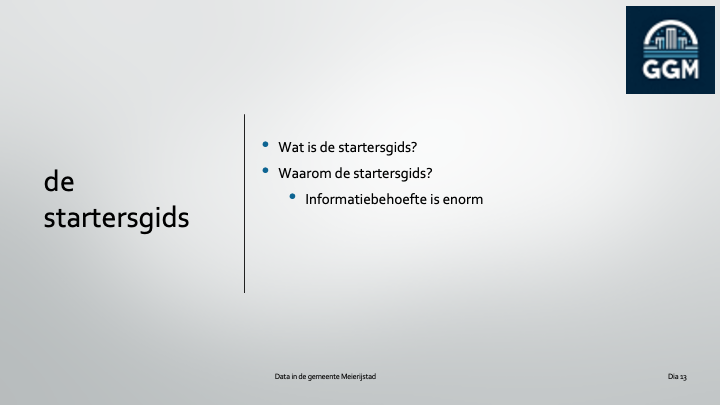 GGM
de
startersgids
Wat is de startersgids?
Waarom de startersgids?
Informatiebehoefte is enorm
Data in de gemeente Meierijstad
Dia 13